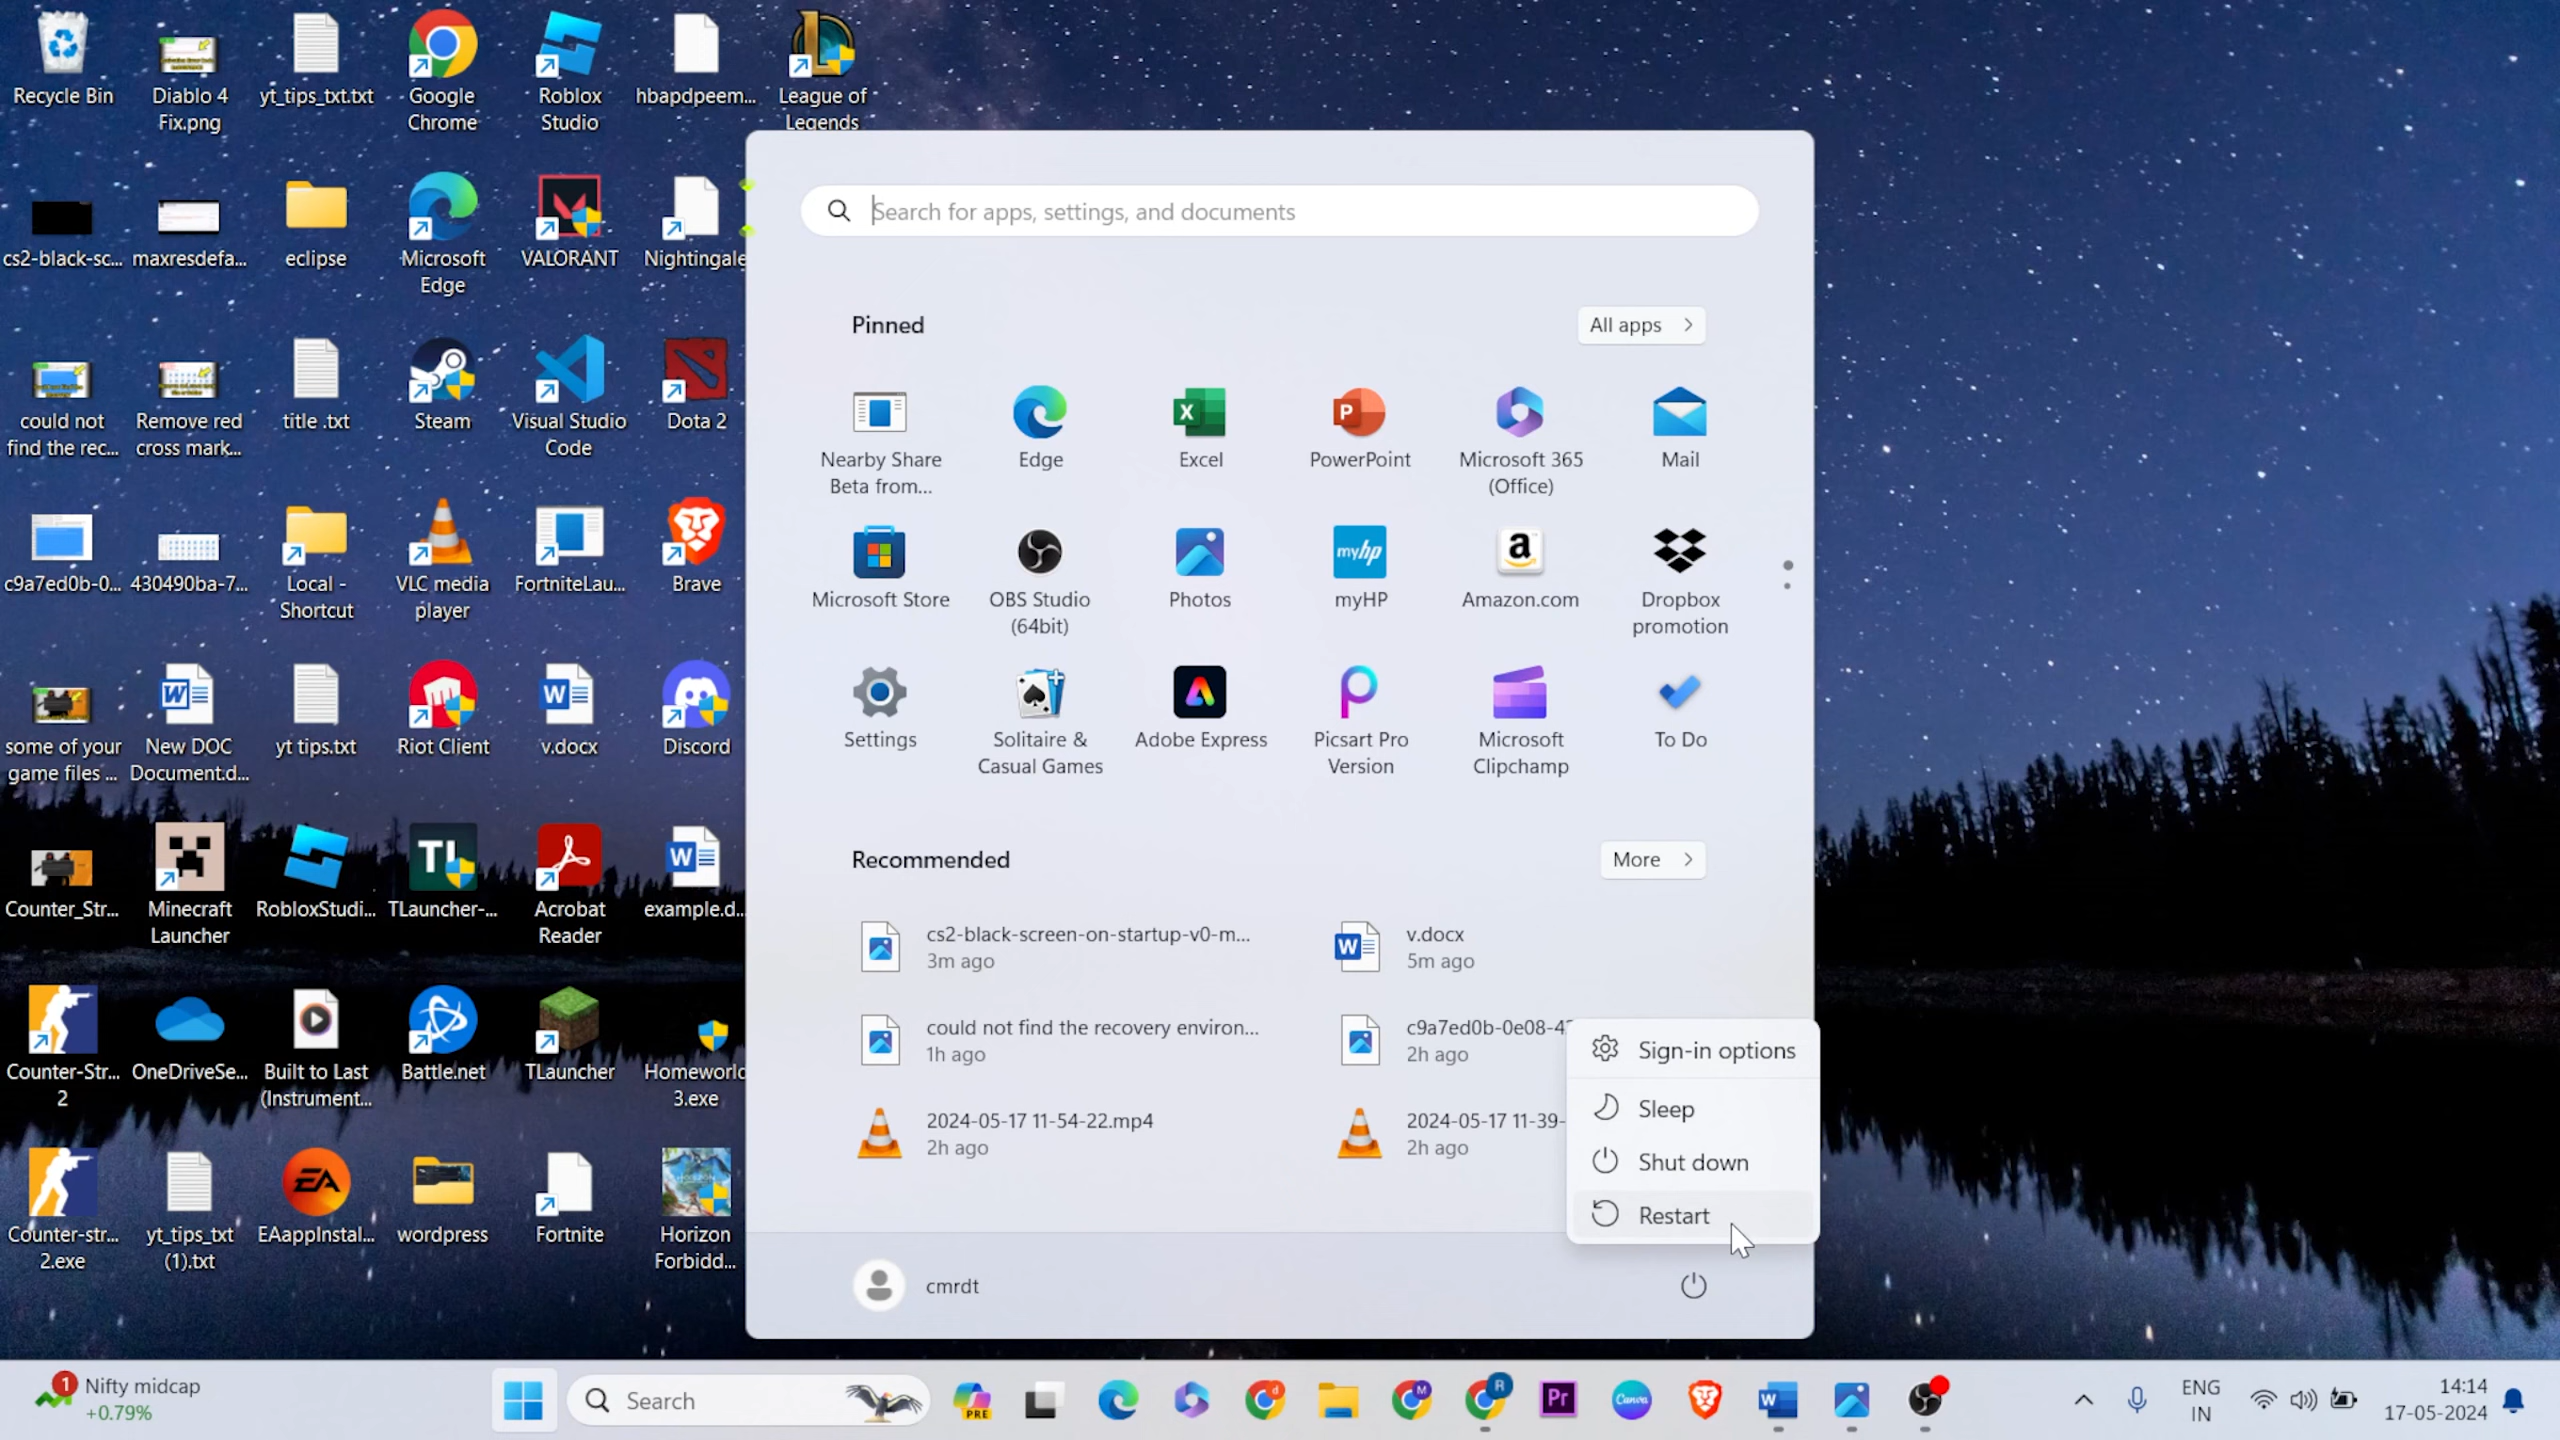 Recycle Bin
Diablo 4
Fix.png
yt_tips_txt.txt
Google
Chrome
Roblox
Studio
hbapdpeem...
League of
Legends
cs2-black-sc...
maxresdefa...
eclipse
Microsoft
Edge
VALORANT
Nightingale
could not
find the rec...
Remove red
cross mark...
title .txt
Steam
Visual Studio
Code
Dota 2
c9a7ed0b-0...
430490ba-7...
Local -
Shortcut
VLC media
player
FortniteLau...
Brave
some of your
game files ...
New DOC
Document.d...
yt tips.txt
Riot Client
v.docx
Discord
Counter_Str...
Minecraft
Launcher
RobloxStudi...
TL
TLauncher-...
Acrobat
Reader
example.d...
Counter-Str...
2
OneDriveSe...
Built to Last
(Instrument...
Battle.net
TLauncher
Homeworld
3.exe
Counter-str...
2.exe
yt_tips_txt
(1).txt
EA
EAappInstal...
wordpress
Fortnite
Horizon
Forbidd...
Search for apps, settings, and documents
Pinned
All apps
Nearby Share
Beta from...
Edge
Excel
PowerPoint
Microsoft 365
(Office)
Mail
Microsoft Store
OBS Studio
(64bit)
Photos
myhp
myHP
Amazon.com
Dropbox
promotion
Settings
Solitaire &
Casual Games
Adobe Express
Picsart Pro
Version
Microsoft
Clipchamp
To Do
Recommended
More
cs2-black-screen-on-startup-v0-m...
3m ago
v.docx
5m ago
could not find the recovery environ...
1h ago
c9a7ed0b-0e08-4
2h ago
2024-05-17 11-54-22.mp4
2h ago
2024-05-17 11-39-
2h ago
Sign-in options
Sleep
Shut down
Restart
cmrdt
1
Nifty midcap
+0.79%
Search
PRE
d
M
R
Pr
Canva
W
ENG
IN
14:14
17-05-2024